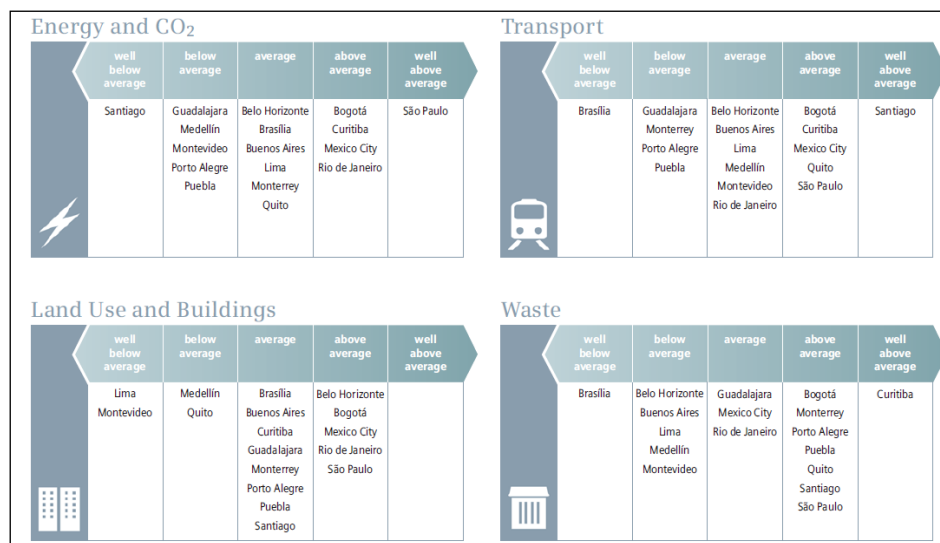 Energy and CO₂
well below average
below average
average
above average
well above average
Santiago
Guadalajara
Medellín
Montevideo
Porto Alegre
Puebla
Belo Horizonte
Brasília
Buenos Aires
Lima
Monterrey
Quito
Bogotá
Curitiba
Mexico City
Rio de Janeiro
São Paulo
Transport
well below average
below average
average
above average
well above average
Brasília
Guadalajara
Monterrey
Porto Alegre
Puebla
Belo Horizonte
Buenos Aires
Lima
Medellín
Montevideo
Rio de Janeiro
Bogotá
Curitiba
Mexico City
Quito
São Paulo
Santiago
Land Use and Buildings
well below average
below average
average
above average
well above average
Lima
Montevideo
Medellín
Quito
Brasília
Buenos Aires
Curitiba
Guadalajara
Monterrey
Porto Alegre
Puebla
Santiago
Belo Horizonte
Bogotá
Mexico City
Rio de Janeiro
São Paulo
Waste
well below average
below average
average
above average
well above average
Brasília
Belo Horizonte
Buenos Aires
Lima
Medellín
Montevideo
Guadalajara
Mexico City
Rio de Janeiro
Bogotá
Monterrey
Porto Alegre
Puebla
Quito
Santiago
São Paulo
Curitiba